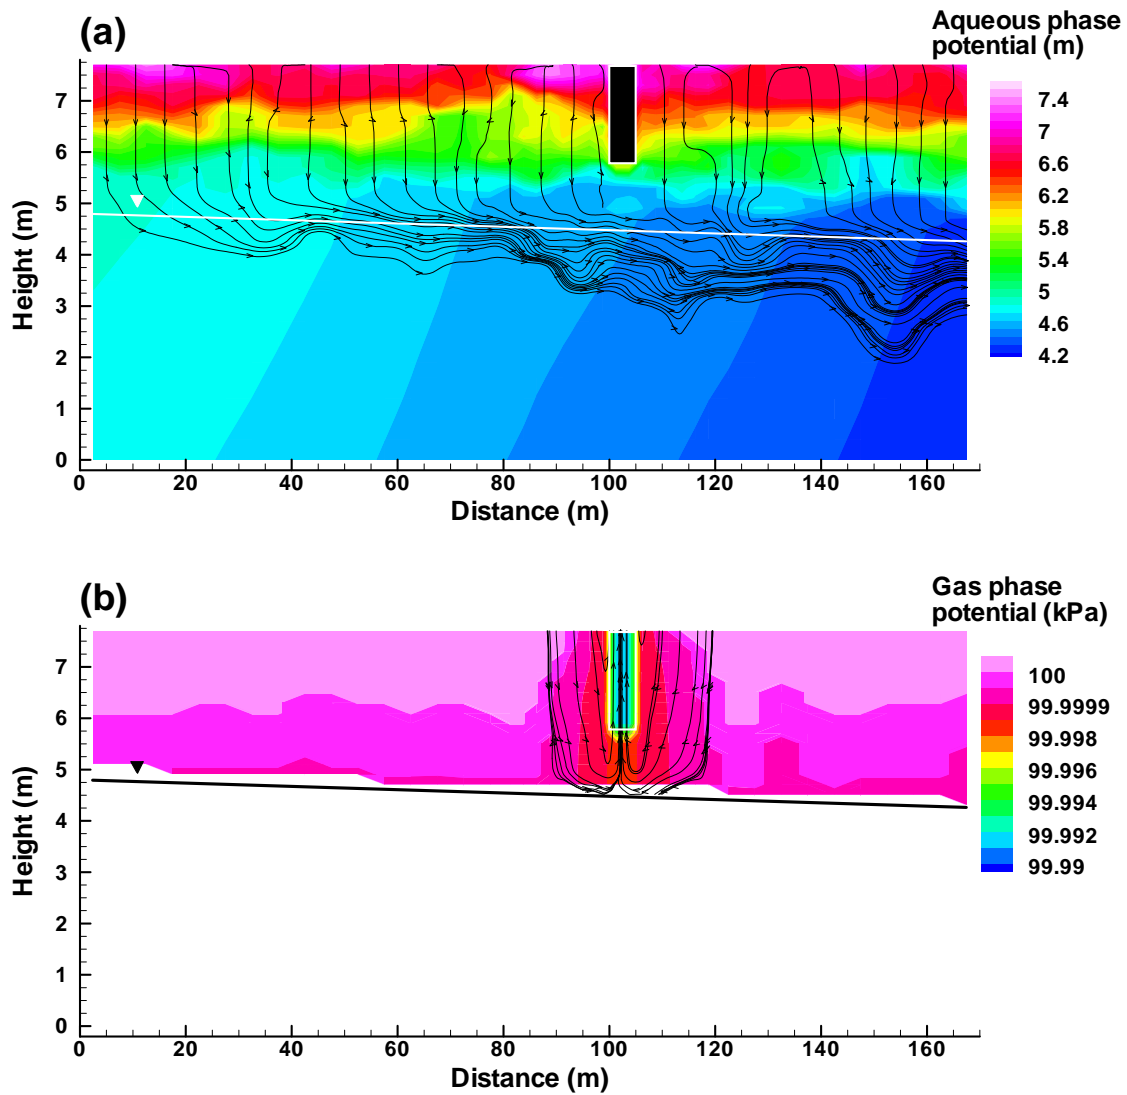 (a)
Aqueous phase
potential (m)
7.4
7
6.6
6.2
5.8
5.4
5
4.6
4.2
Height (m)
7
6
5
4
3
2
1
0
0 20 40 60 80 100 120 140 160
Distance (m)
(b)
Gas phase
potential (kPa)
100
99.9999
99.998
99.996
99.994
99.992
99.99
Height (m)
7
6
5
4
3
2
1
0
0 20 40 60 80 100 120 140 160
Distance (m)